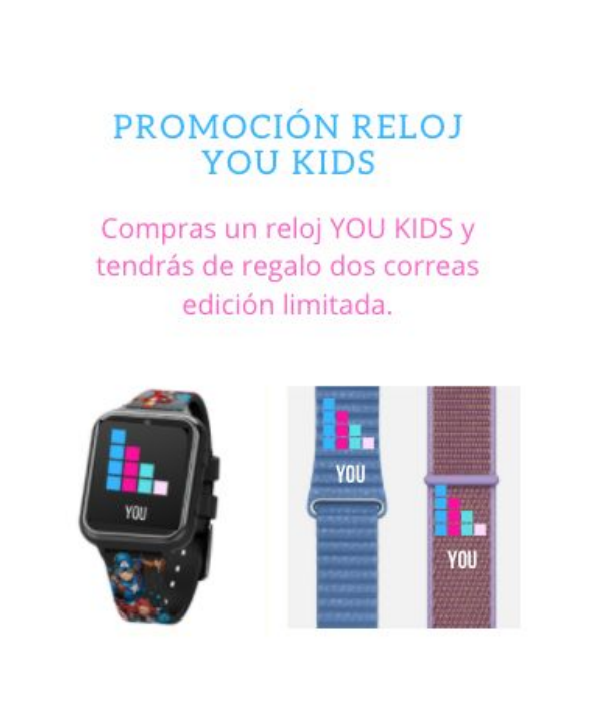 PROMOCIÓN RELOJ
YOU KIDS
Compras un reloj YOU KIDS y
tendrás de regalo dos correas
edición limitada.
YOU
YOU
YOU